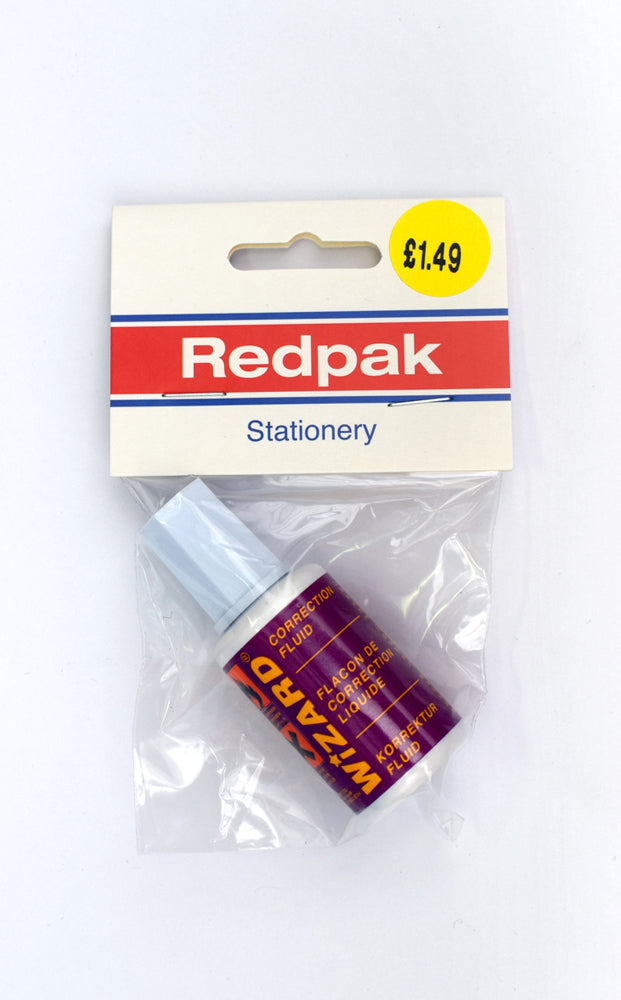 £1.49
Redpak
Stationery
CORRECTION
FLUID
FLACON DE
CORRECTION
LIQUIDE
KORREKTUR
FLUID
WiZARD®